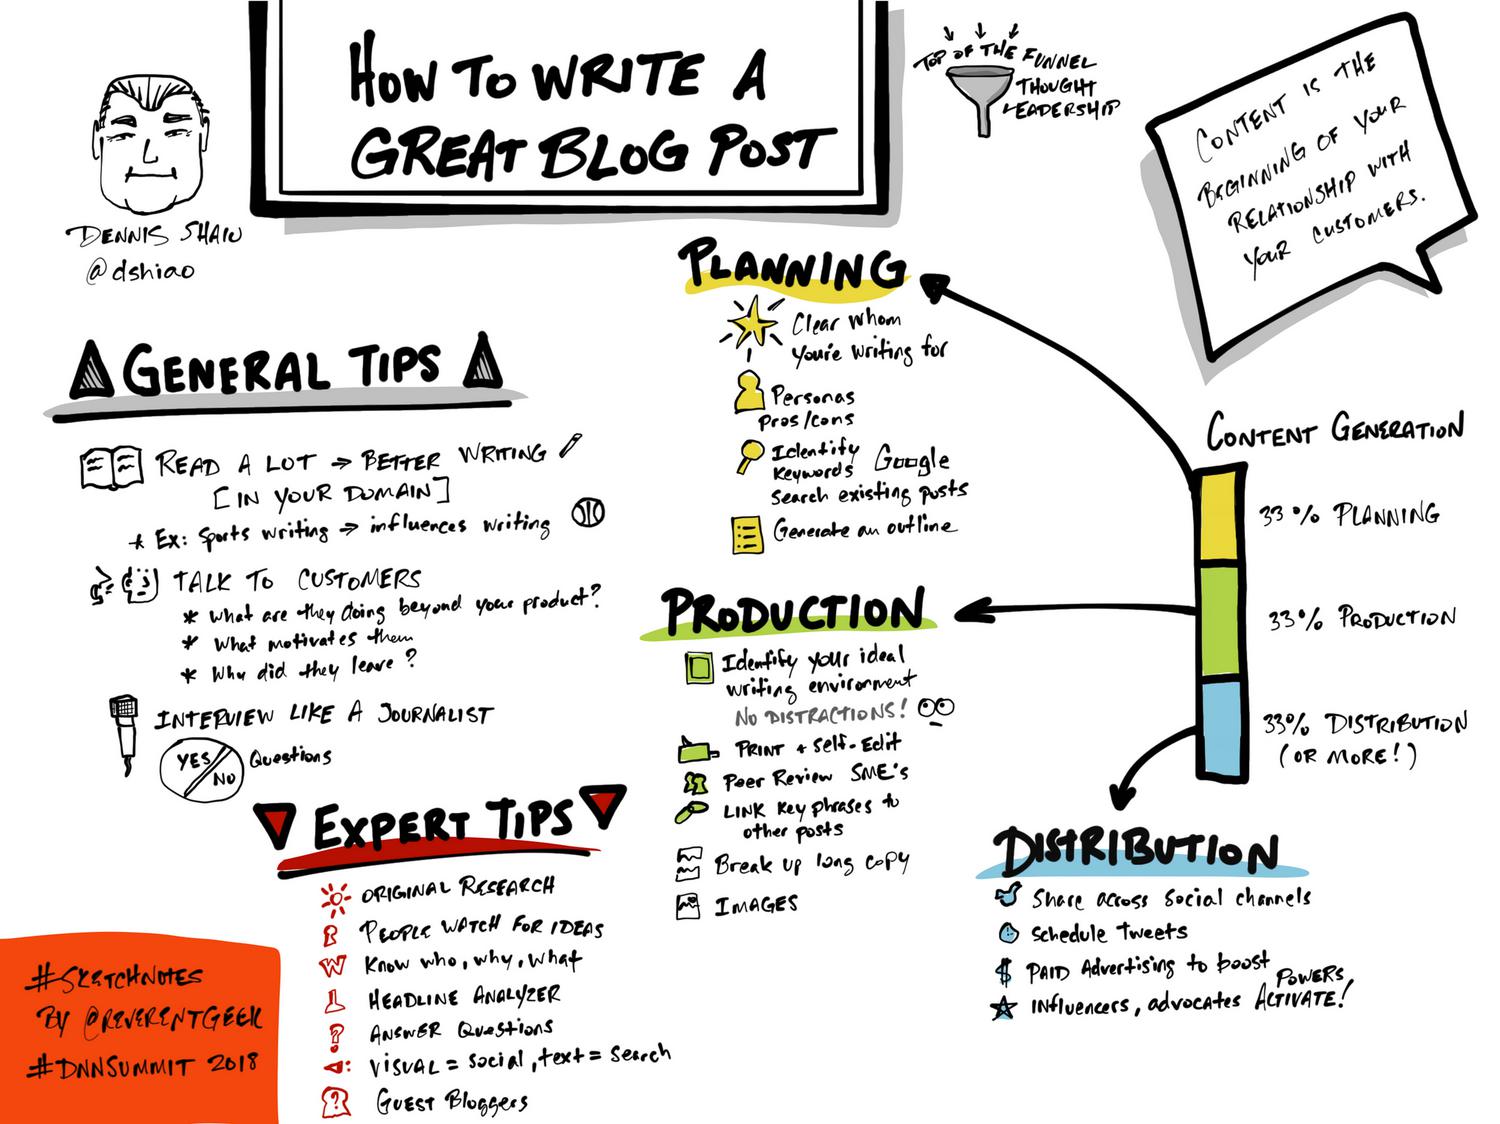 HOW TO WRITE A
GREAT BLOG POST
DENNIS SHAIO
@dshiao
TOP OF THE FUNNEL
THOUGHT
LEADERSHIP
CONTENT IS THE
BEGINNING OF YOUR
RELATIONSHIP WITH
YOUR CUSTOMERS.
GENERAL TIPS
READ A LOT → BETTER WRITING
[IN YOUR DOMAIN]
* Ex: Sports writing → influences writing
TALK TO CUSTOMERS
* What are they doing beyond your product?
* What motivates them
* Why did they leave?
INTERVIEW LIKE A JOURNALIST
YES/NO Questions
EXPERT TIPS
ORIGINAL RESEARCH
PEOPLE WATCH FOR IDEAS
W Know who, why, what
HEADLINE ANALYZER
? ANSWER Questions
VISUAL = Social, text = Search
? GUEST Bloggers
PLANNING
Clear whom
you're writing for
Personas
Pros/cons
Identify
Keywords Google
Search existing posts
Generate an outline
PRODUCTION
Identify your ideal
writing environment
NO DISTRACTIONS!
PRINT + Self-Edit
Peer Review SME's
LINK Key phrases to
other posts
Break up long copy
IMAGES
CONTENT GENERATION
33% PLANNING
33% PRODUCTION
33% DISTRIBUTION
(OR MORE!)
DISTRIBUTION
Share across Social channels
Schedule Tweets
$ PAID Advertising to boost
Influencers, advocates POWERS ACTIVATE!
#SKETCHNOTES
BY @REVERENTGEEK
#DNNSUMMIT 2018